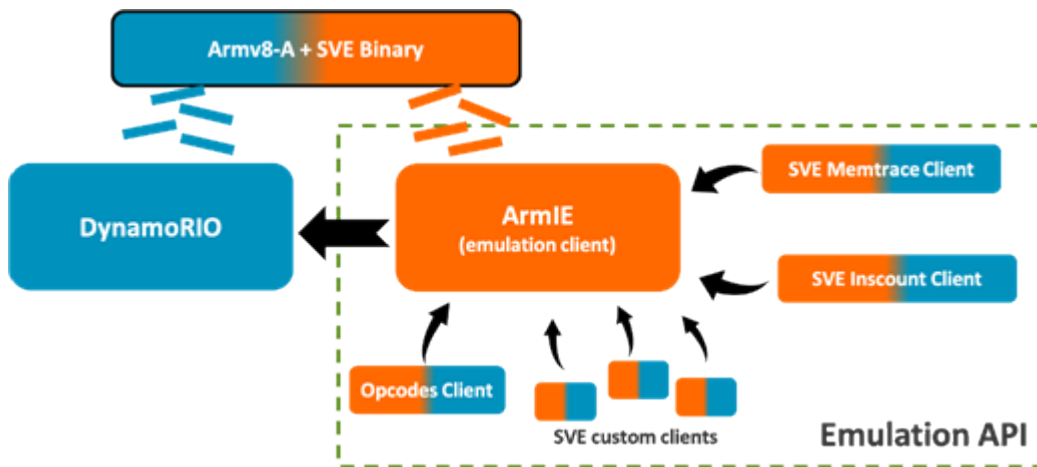 Armv8-A + SVE Binary
DynamoRIO
ArmIE
(emulation client)
SVE Memtrace Client
SVE Inscount Client
Opcodes Client
SVE custom clients
Emulation API